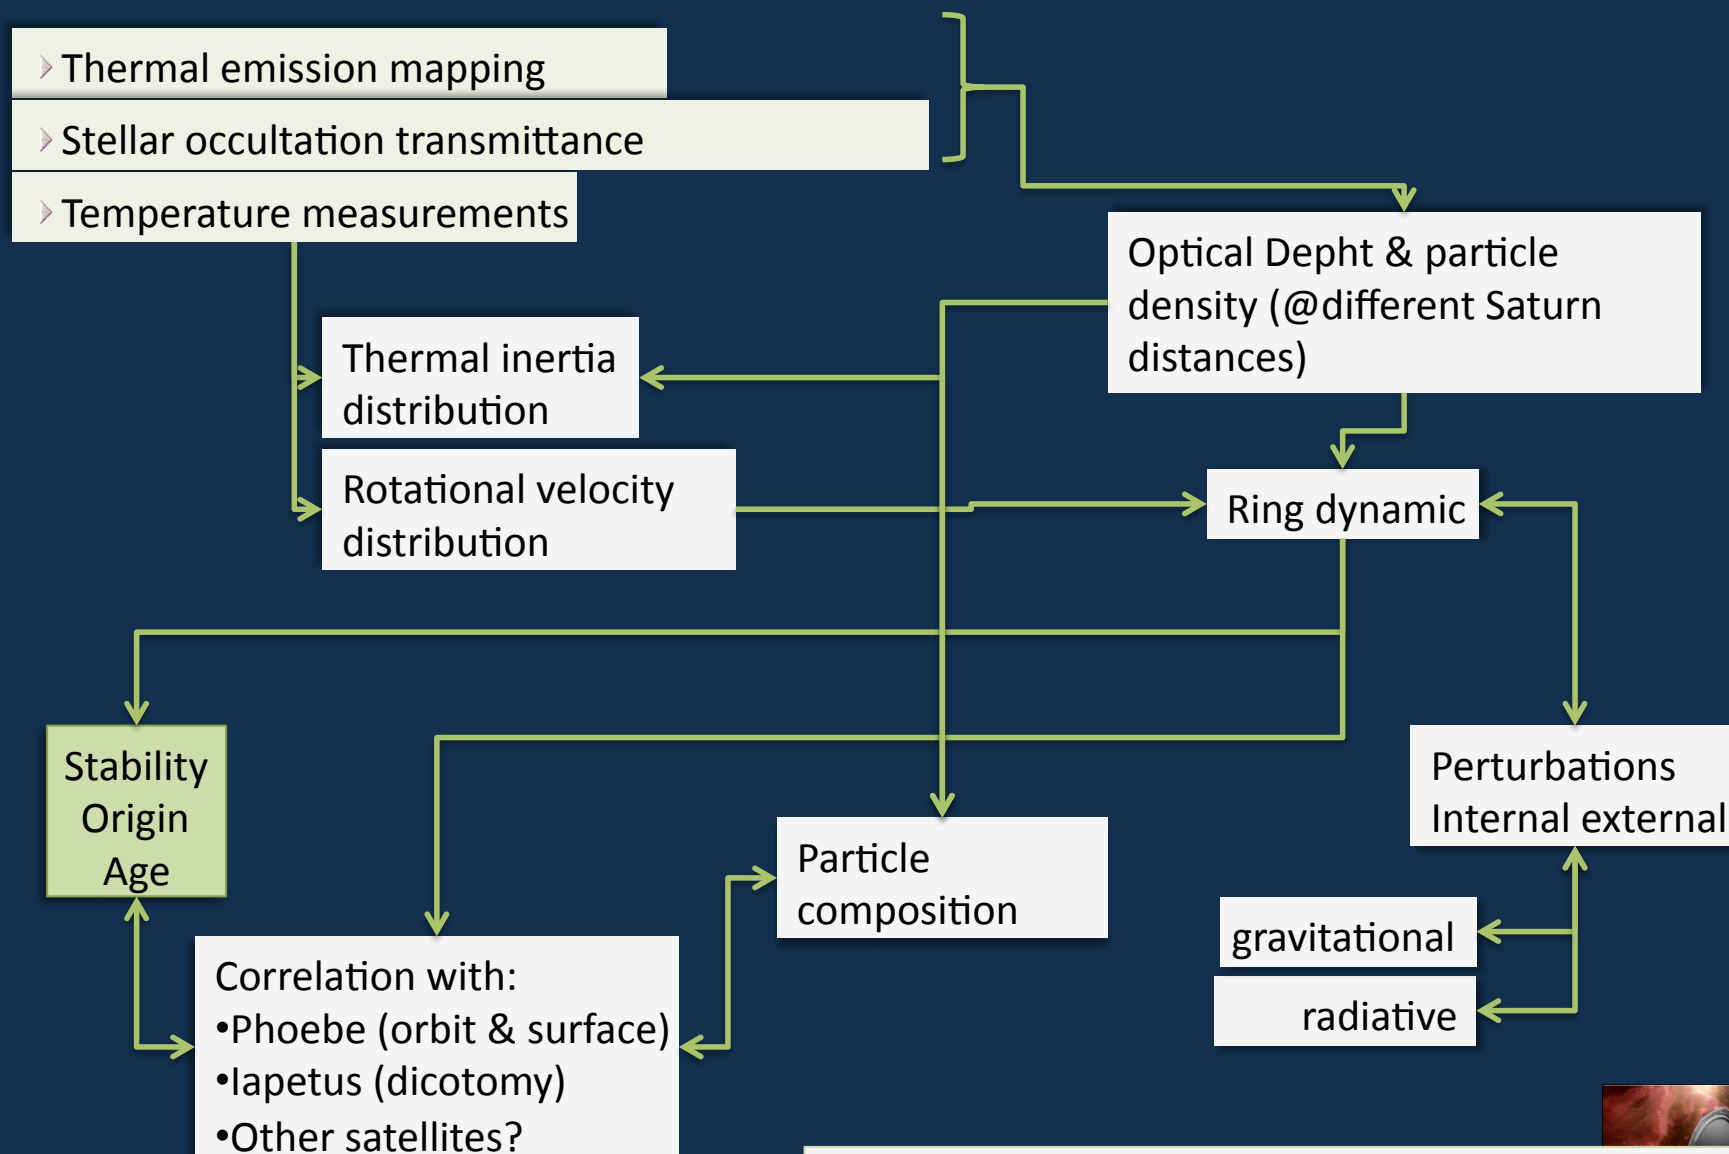 Thermal emission mapping
Stellar occultation transmittance
Temperature measurements
Optical Depht & particle
density (@different Saturn
distances)
Thermal inertia
distribution
Rotational velocity
distribution
Ring dynamic
Stability
Origin
Age
Perturbations
Internal external
Particle
composition
gravitational
radiative
Correlation with:
•Phoebe (orbit & surface)
•Iapetus (dicotomy)
•Other satellites?